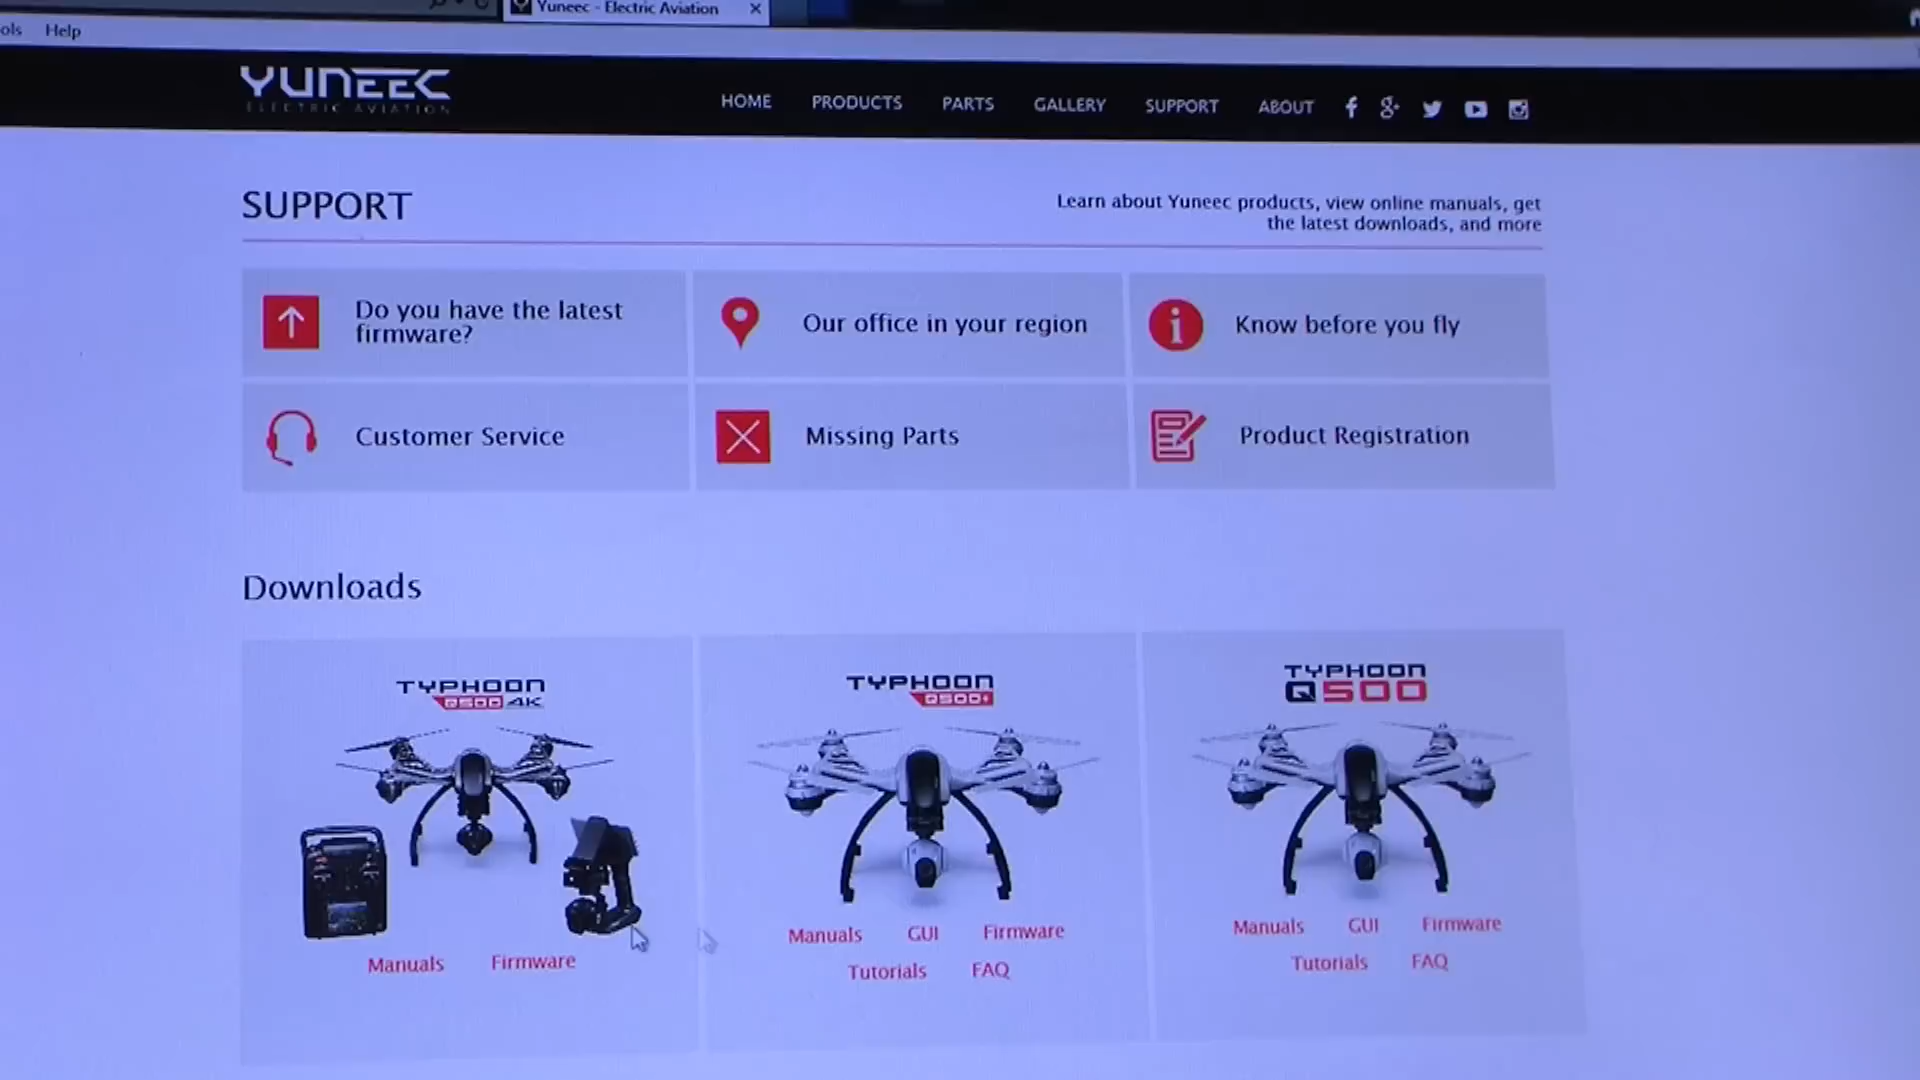 Yuneec - Electric Aviation
ols Help
YUNEEC
ELECTRIC AVIATION
HOME PRODUCTS PARTS GALLERY SUPPORT ABOUT
SUPPORT
Learn about Yuneec products, view online manuals, get
the latest downloads, and more
Do you have the latest
firmware?
Our office in your region
Know before you fly
Customer Service
Missing Parts
Product Registration
Downloads
TYPHOON
Q500 4K
Manuals Firmware
TYPHOON
Q500+
Manuals GUI Firmware
Tutorials FAQ
TYPHOON
Q500
Manuals GUI Firmware
Tutorials FAQ